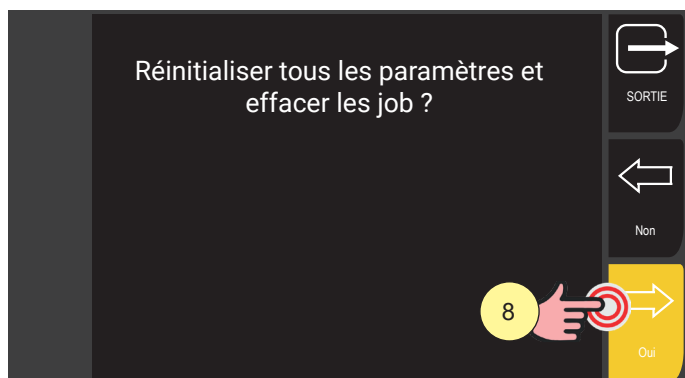 Réinitialiser tous les paramètres et
effacer les job ?
SORTIE
Non
8
Oui